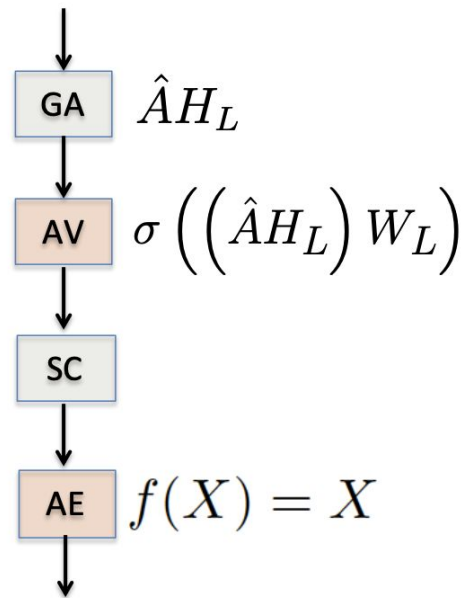 GA ÂH_L
AV σ((ÂH_L) W_L)
SC
AE f(X) = X